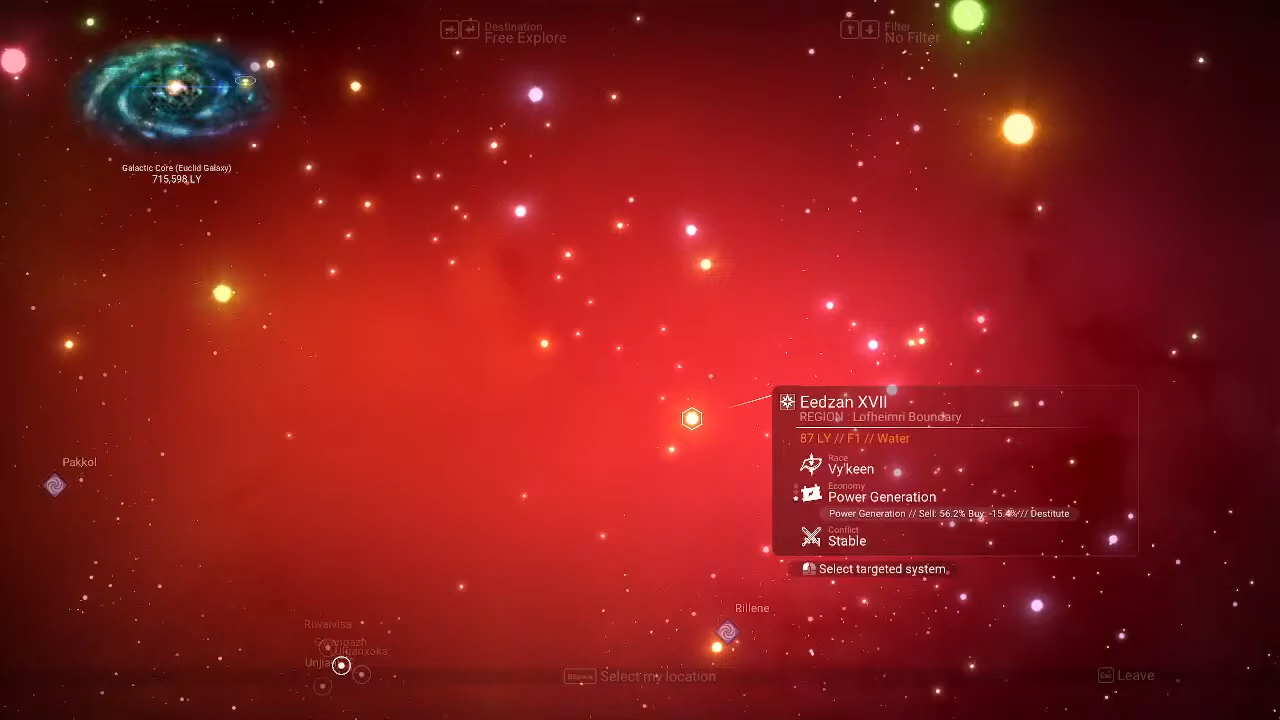 Destination
Free Explore
Filter
No Filter
Galactic Core (Euclid Galaxy)
715,598 LY
Eedzan XVII
REGION : Lofheimri Boundary
87 LY // F1 // Water
Race
Vy'keen
Economy
Power Generation
Power Generation // Sell: 56.2% Buy: -15.4% // Destitute
Conflict
Stable
Select targeted system
Pakkol
Rillene
Riwaivisa
Select my location
Esc
Leave